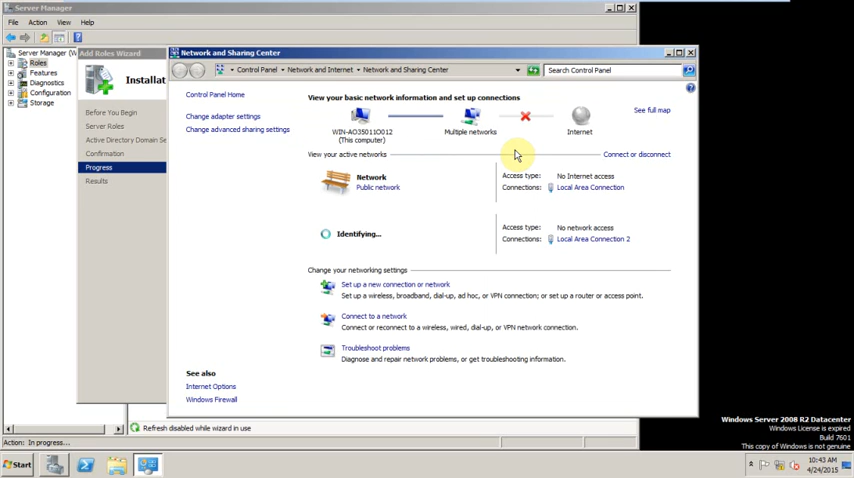 Server Manager
File Action View Help
Server Manager (W
Roles
Features
Diagnostics
Configuration
Storage
Add Roles Wizard
Installat
Before You Begin
Server Roles
Active Directory Domain Se
Confirmation
Progress
Results
Network and Sharing Center
Control Panel Network and Internet Network and Sharing Center
Search Control Panel
Control Panel Home
Change adapter settings
Change advanced sharing settings
See also
Internet Options
Windows Firewall
View your basic network information and set up connections
See full map
WIN-AO35011O012
(This computer)
Multiple networks
Internet
View your active networks
Connect or disconnect
Network
Public network
Access type: No Internet access
Connections: Local Area Connection
Identifying...
Access type: No network access
Connections: Local Area Connection 2
Change your networking settings
Set up a new connection or network
Set up a wireless, broadband, dial-up, ad hoc, or VPN connection; or set up a router or access point.
Connect to a network
Connect or reconnect to a wireless, wired, dial-up, or VPN network connection.
Troubleshoot problems
Diagnose and repair network problems, or get troubleshooting information.
Refresh disabled while wizard in use
Action: In progress...
Windows Server 2008 R2 Datacenter
Windows License is expired
Build 7601
This copy of Windows is not genuine
Start
10:43 AM
4/24/2015